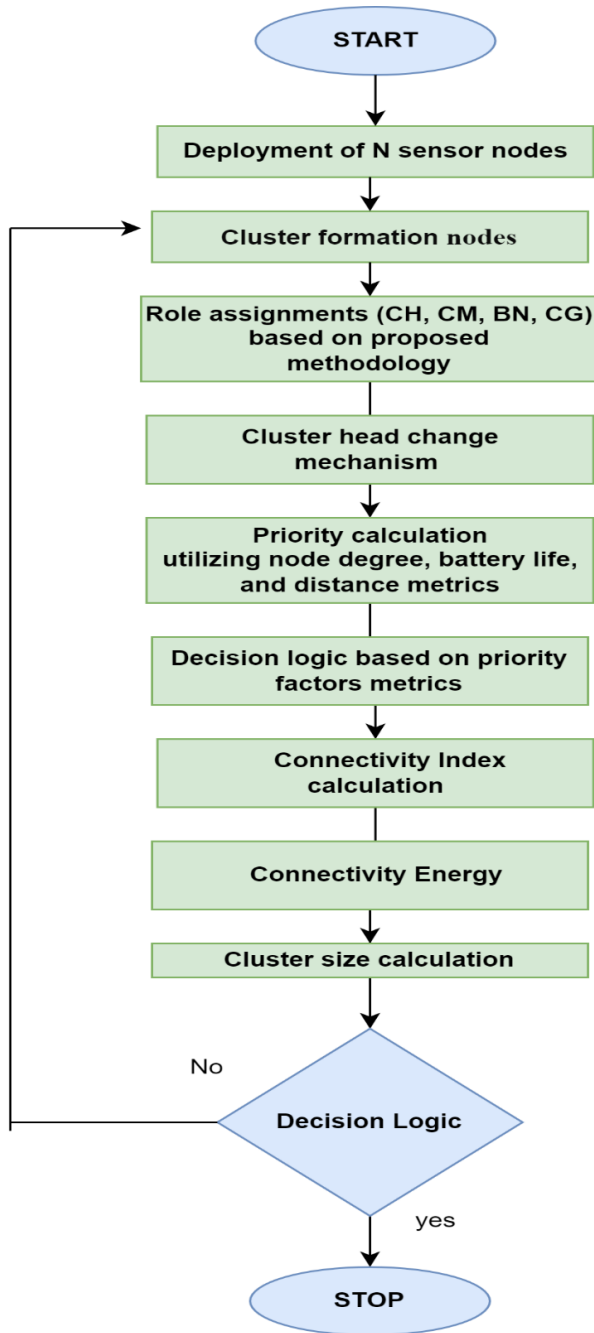 START
Deployment of N sensor nodes
Cluster formation nodes
Role assignments (CH, CM, BN, CG)
based on proposed
methodology
Cluster head change
mechanism
Priority calculation
utilizing node degree, battery life,
and distance metrics
Decision logic based on priority
factors metrics
Connectivity Index
calculation
Connectivity Energy
Cluster size calculation
No
Decision Logic
yes
STOP